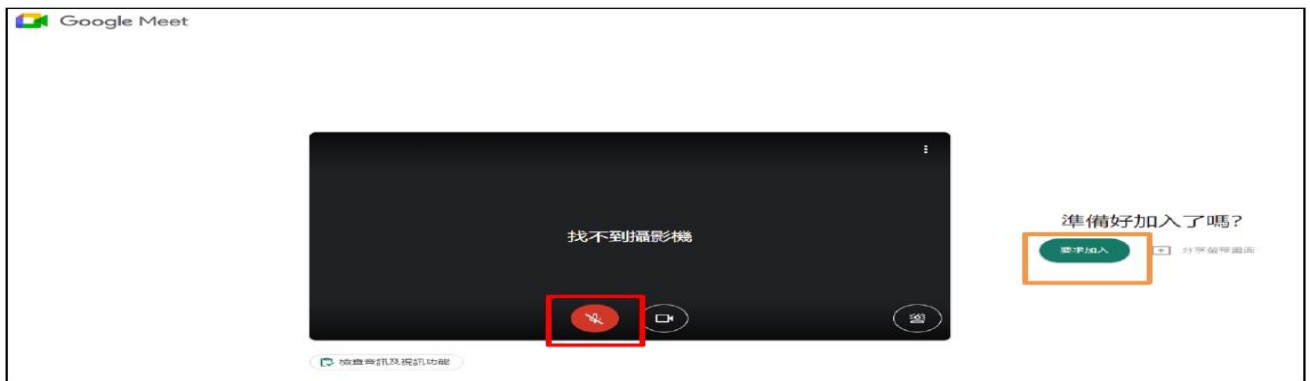 Google Meet
找不到攝影機
準備好加入了嗎?
要求加入
分享螢幕畫面
檢查音訊及視訊功能